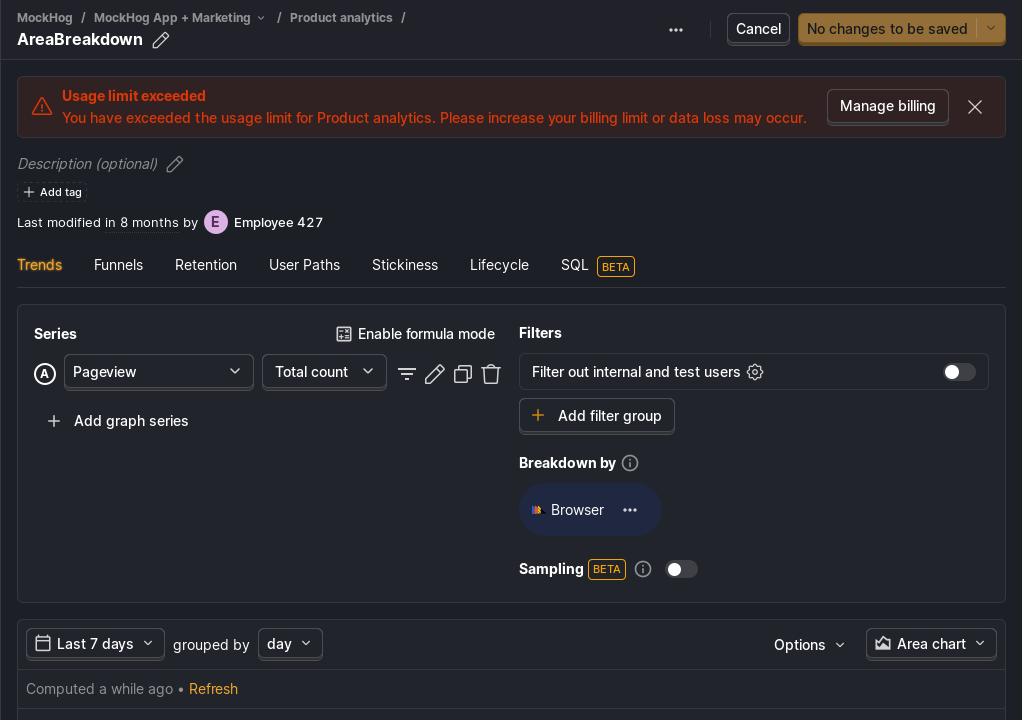 MockHog / MockHog App + Marketing / Product analytics /
AreaBreakdown
Cancel
No changes to be saved
Usage limit exceeded
You have exceeded the usage limit for Product analytics. Please increase your billing limit or data loss may occur.
Manage billing
Description (optional)
Add tag
Last modified in 8 months by E Employee 427
Trends Funnels Retention User Paths Stickiness Lifecycle SQL BETA
Series
Enable formula mode
A Pageview Total count
Add graph series
Filters
Filter out internal and test users
Add filter group
Breakdown by
Browser
Sampling BETA
Last 7 days grouped by day
Options Area chart
Computed a while ago • Refresh